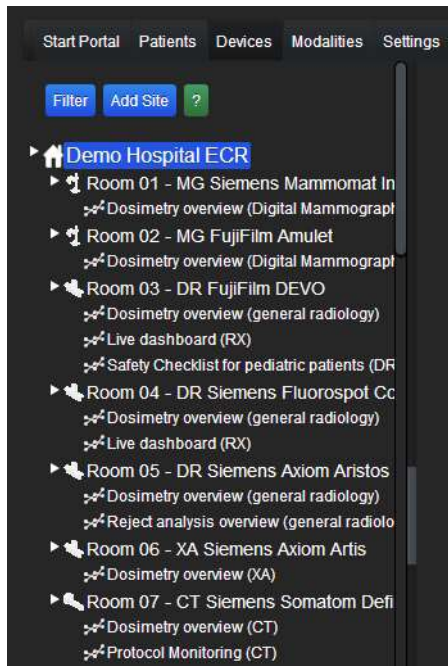 Start Portal Patients Devices Modalities Settings
Filter Add Site ?
Demo Hospital ECR
Room 01 - MG Siemens Mammomat In
Dosimetry overview (Digital Mammograph
Room 02 - MG FujiFilm Amulet
Dosimetry overview (Digital Mammograph
Room 03 - DR FujiFilm DEVO
Dosimetry overview (general radiology)
Live dashboard (RX)
Safety Checklist for pediatric patients (DR
Room 04 - DR Siemens Fluorospot Co
Dosimetry overview (general radiology)
Live dashboard (RX)
Room 05 - DR Siemens Axiom Aristos
Dosimetry overview (general radiology)
Reject analysis overview (general radiolo
Room 06 - XA Siemens Axiom Artis
Dosimetry overview (XA)
Room 07 - CT Siemens Somatom Defi
Dosimetry overview (CT)
Protocol Monitoring (CT)